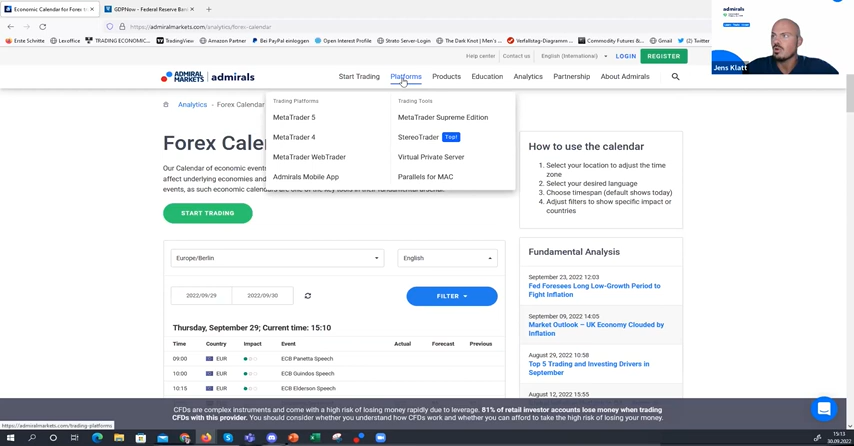 Economic Calendar for Forex t
GDPNow - Federal Reserve Ban
https://admiralmarkets.com/analytics/forex-calendar
Erste Schritte
Lexoffice
TRADING ECONOMIC...
TradingView
Amazon Partner
Bei PayPal einloggen
Open Interest Profile
Strato Server-Login
The Dark Knot | Men's ...
Verfallstag-Diagramm ...
Commodity Futures &...
Gmail
Twitter
admirals
Jens Klatt
Help center
Contact us
English (International)
LOGIN
REGISTER
ADMIRAL MARKETS
admirals
Start Trading
Platforms
Products
Education
Analytics
Partnership
About Admirals
Analytics
Forex Calendar
Trading Platforms
MetaTrader 5
MetaTrader 4
MetaTrader WebTrader
Admirals Mobile App
Trading Tools
MetaTrader Supreme Edition
StereoTrader Top!
Virtual Private Server
Parallels for MAC
Forex Cale
Our Calendar of economic events
affect underlying economies and
events, as such economic calendars are one of the key tools in their fundamental arsenal.
START TRADING
How to use the calendar
1. Select your location to adjust the time
zone
2. Select your desired language
3. Choose timespan (default shows today)
4. Adjust filters to show specific impact or
countries
Europe/Berlin
English
2022/09/29
2022/09/30
FILTER
Thursday, September 29; Current time: 15:10
Time Country Impact Event Actual Forecast Previous
09:00 EUR ECB Panetta Speech
10:00 EUR ECB Guindos Speech
10:15 EUR ECB Elderson Speech
Fundamental Analysis
September 23, 2022 12:03
Fed Foresees Long Low-Growth Period to
Fight Inflation
September 09, 2022 14:05
Market Outlook – UK Economy Clouded by
Inflation
August 29, 2022 10:58
Top 5 Trading and Investing Drivers in
September
August 12, 2022 15:55
CFDs are complex instruments and come with a high risk of losing money rapidly due to leverage. 81% of retail investor accounts lose money when trading
CFDs with this provider. You should consider whether you understand how CFDs work and whether you can afford to take the high risk of losing your money.
https://admiralmarkets.com/trading-platforms
15:13
30.09.2022